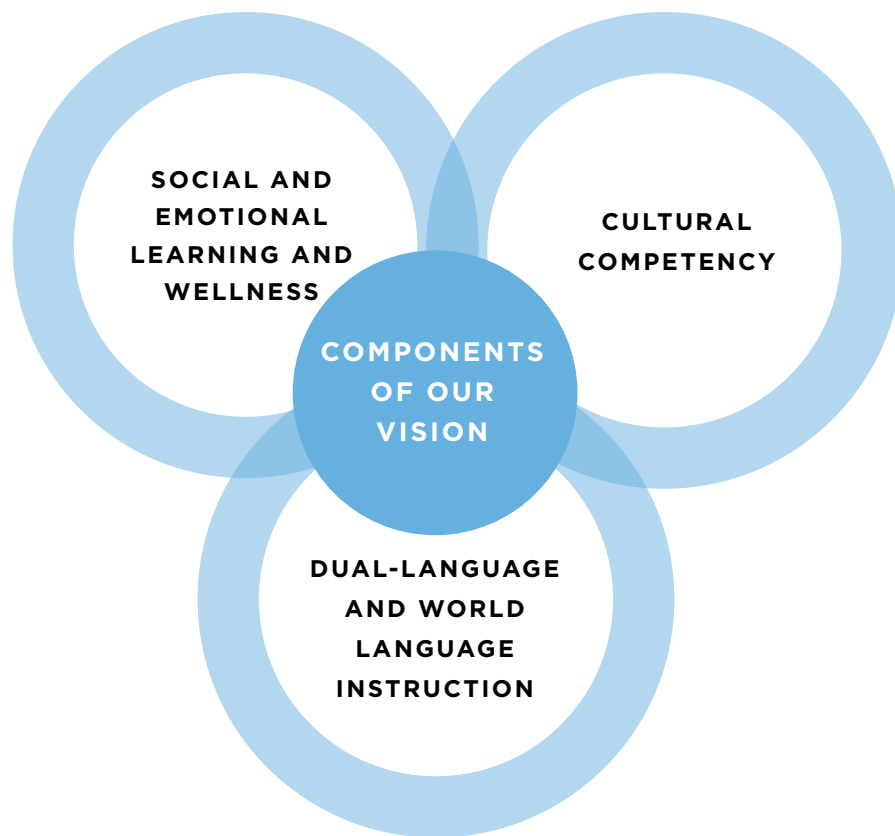 SOCIAL AND
EMOTIONAL
LEARNING AND
WELLNESS
CULTURAL
COMPETENCY
COMPONENTS
OF OUR
VISION
DUAL-LANGUAGE
AND WORLD
LANGUAGE
INSTRUCTION